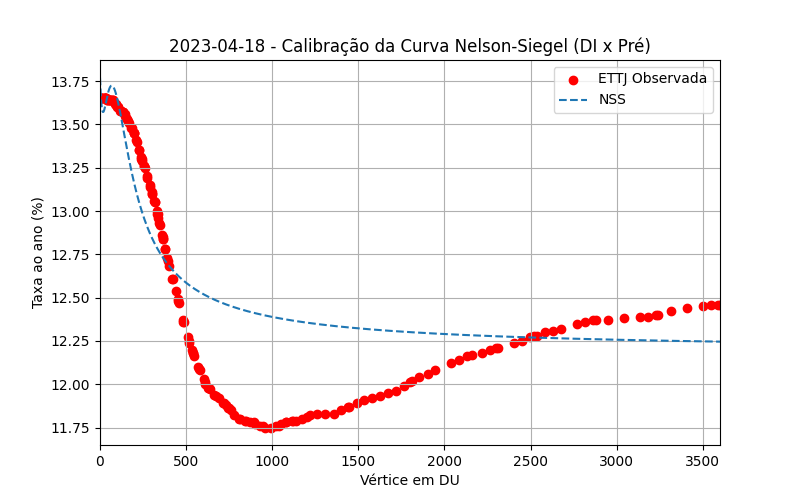 2023-04-18 - Calibração da Curva Nelson-Siegel (DI x Pré)
ETTJ Observada
NSS
13.75
13.50
13.25
13.00
12.75
12.50
12.25
12.00
11.75
Taxa ao ano (%)
0 500 1000 1500 2000 2500 3000 3500
Vértice em DU